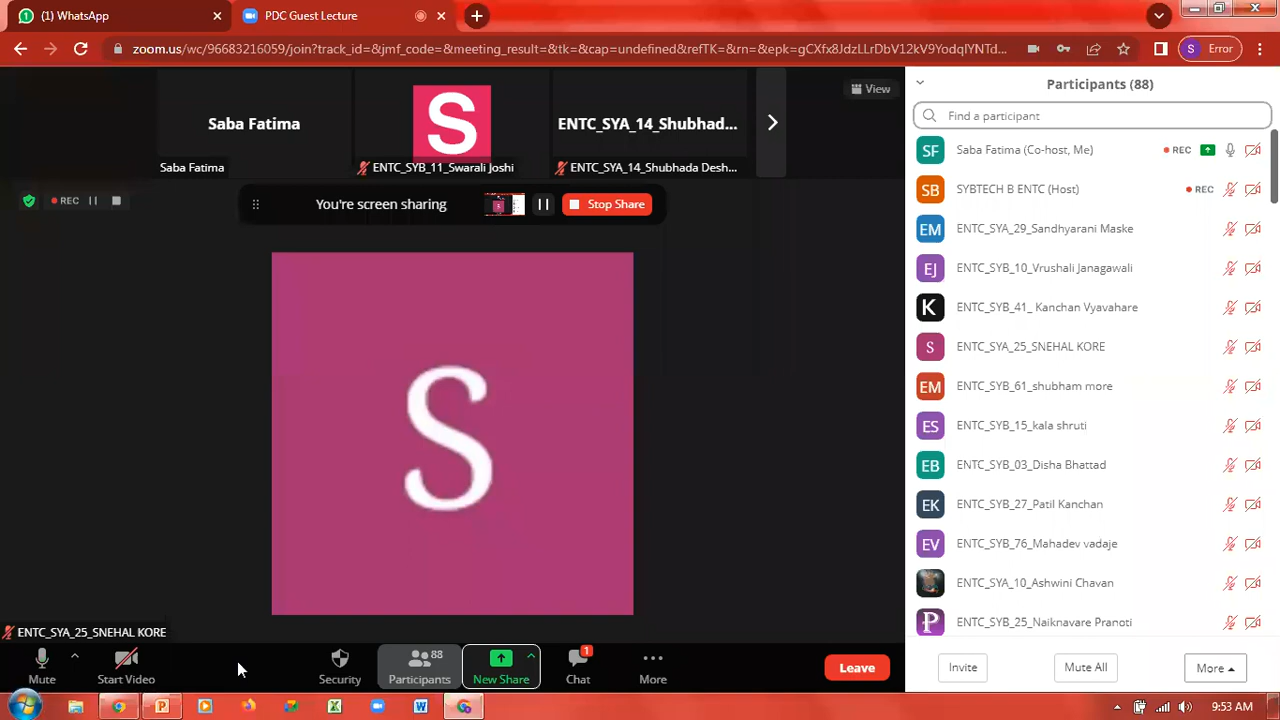 WhatsApp
PDC Guest Lecture
zoom.us/wc/96683216059/join?track_id=&jmf_code=&meeting_result=&tk=&cap=undefined&refTK=&rn=&epk=gCXfx8JdzLLrDbV12kV9YodqlYNTd...
S
Error
Saba Fatima
Saba Fatima
S
ENTC_SYB_11_Swarali Joshi
ENTC_SYA_14_Shubhad...
ENTC_SYA_14_Shubhada Desh...
View
REC
You're screen sharing
Stop Share
S
ENTC_SYA_25_SNEHAL KORE
Mute
Start Video
Security
88
Participants
New Share
1
Chat
More
Leave
Participants (88)
Find a participant
SF Saba Fatima (Co-host, Me) REC
SB SYBTECH B ENTC (Host) REC
EM ENTC_SYA_29_Sandhyarani Maske
EJ ENTC_SYB_10_Vrushali Janagawali
K ENTC_SYB_41_ Kanchan Vyavahare
S ENTC_SYA_25_SNEHAL KORE
EM ENTC_SYB_61_shubham more
ES ENTC_SYB_15_kala shruti
EB ENTC_SYB_03_Disha Bhattad
EK ENTC_SYB_27_Patil Kanchan
EV ENTC_SYB_76_Mahadev vadaje
ENTC_SYA_10_Ashwini Chavan
P ENTC_SYB_25_Naiknavare Pranoti
Invite
Mute All
More
9:53 AM